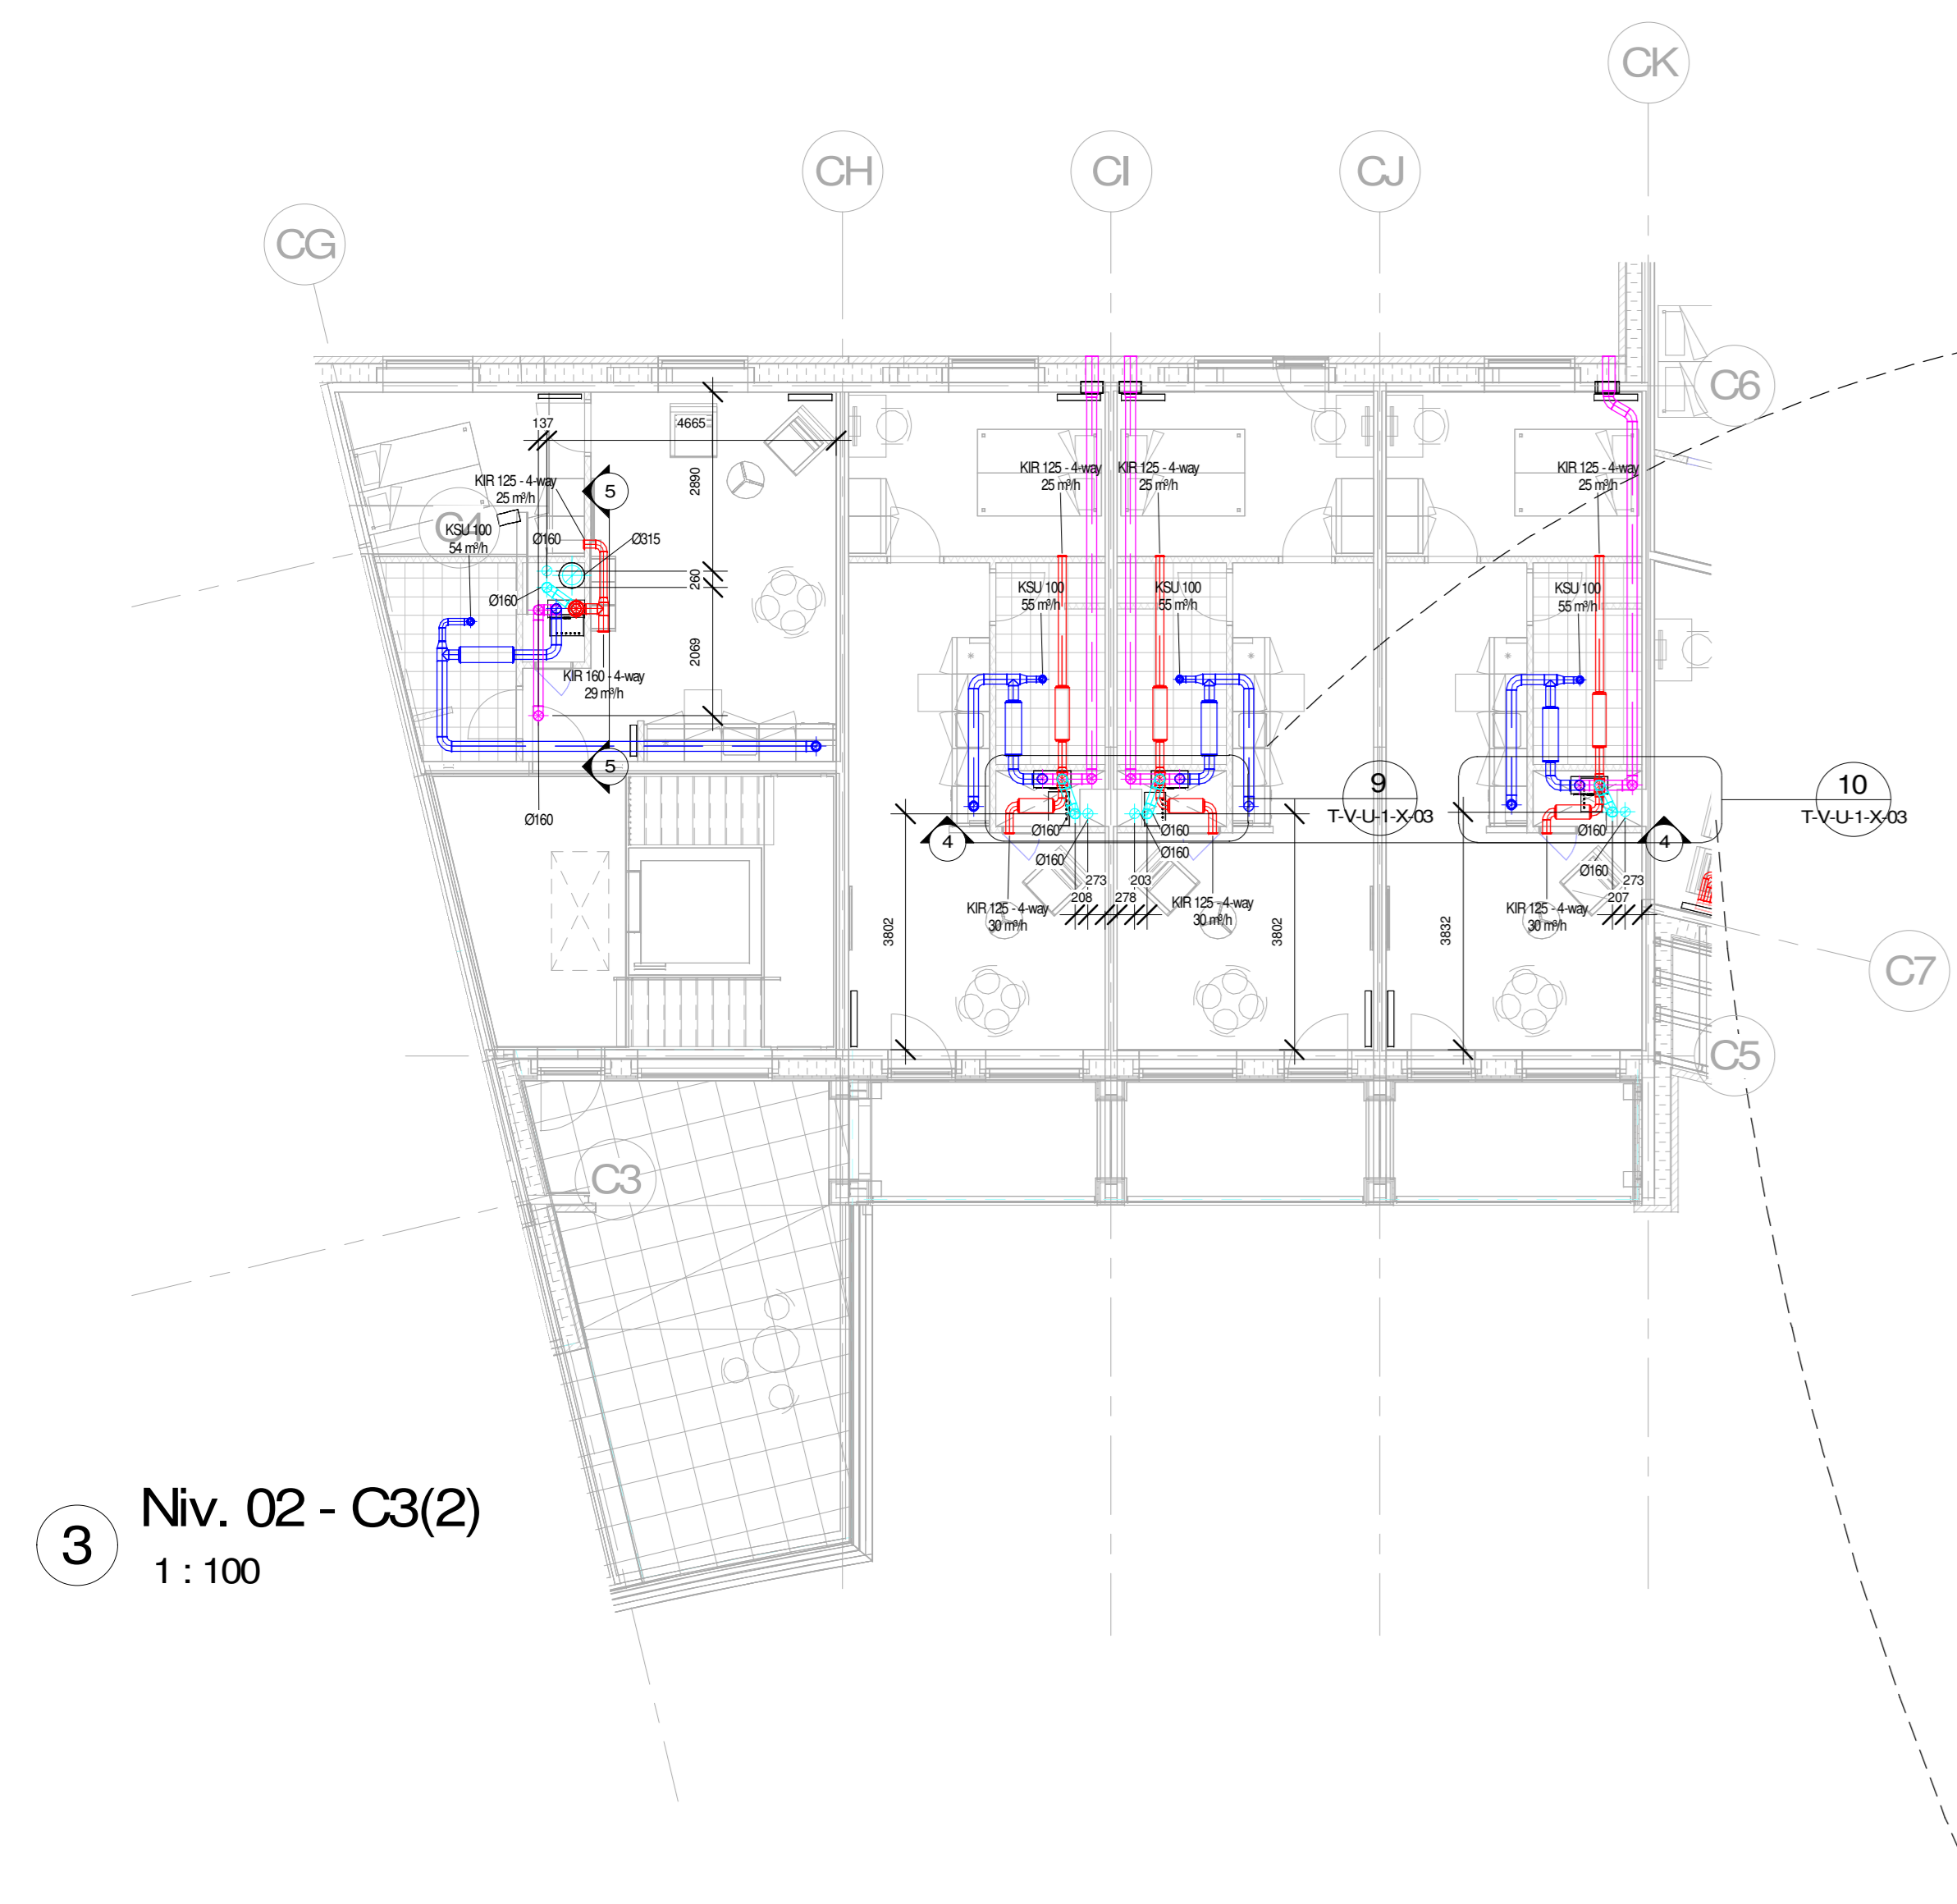 CK
CH
CI
CJ
CG
C6
137
4665
KIR 125 - 4-way
25 m³/h
5
2890
KIR 125 - 4-way
25 m³/h
KIR 125 - 4-way
25 m³/h
KIR 125 - 4-way
25 m³/h
C4
KSU 100
54 m³/h
Ø160
Ø315
260
Ø160
KSU 100
55 m³/h
KSU 100
55 m³/h
KSU 100
55 m³/h
2069
KIR 160 - 4-way
29 m³/h
5
Ø160
9
T-V-U-1-X-03
10
T-V-U-1-X-03
4
Ø160
Ø160
Ø160
Ø160
Ø160
Ø160
4
273
203
208
278
273
207
KIR 125 - 4-way
30 m³/h
KIR 125 - 4-way
30 m³/h
KIR 125 - 4-way
30 m³/h
3802
3802
3832
C7
C5
C3
3
Niv. 02 - C3(2)
1 : 100